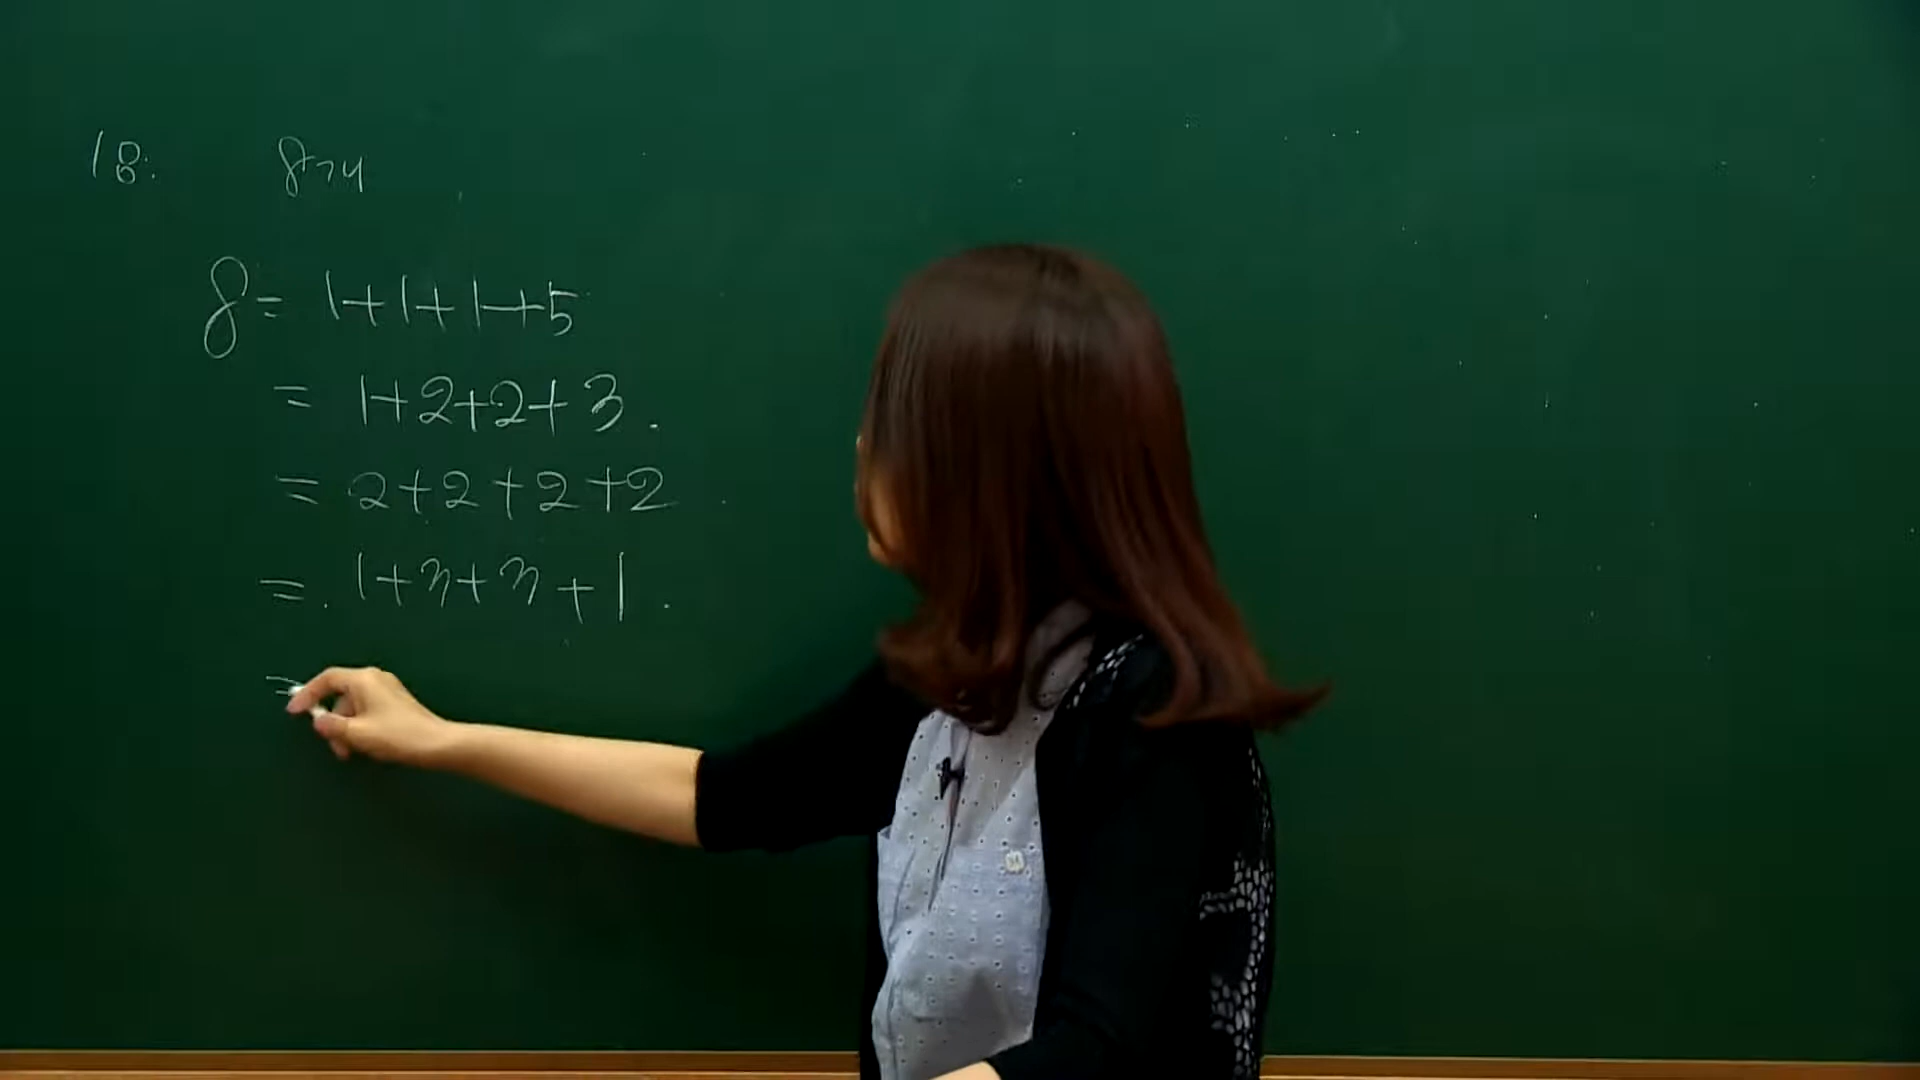 18. 8개
8 = 1+1+1+5
= 1+2+2+3.
= 2+2+2+2
= 1+3+3+1.
=